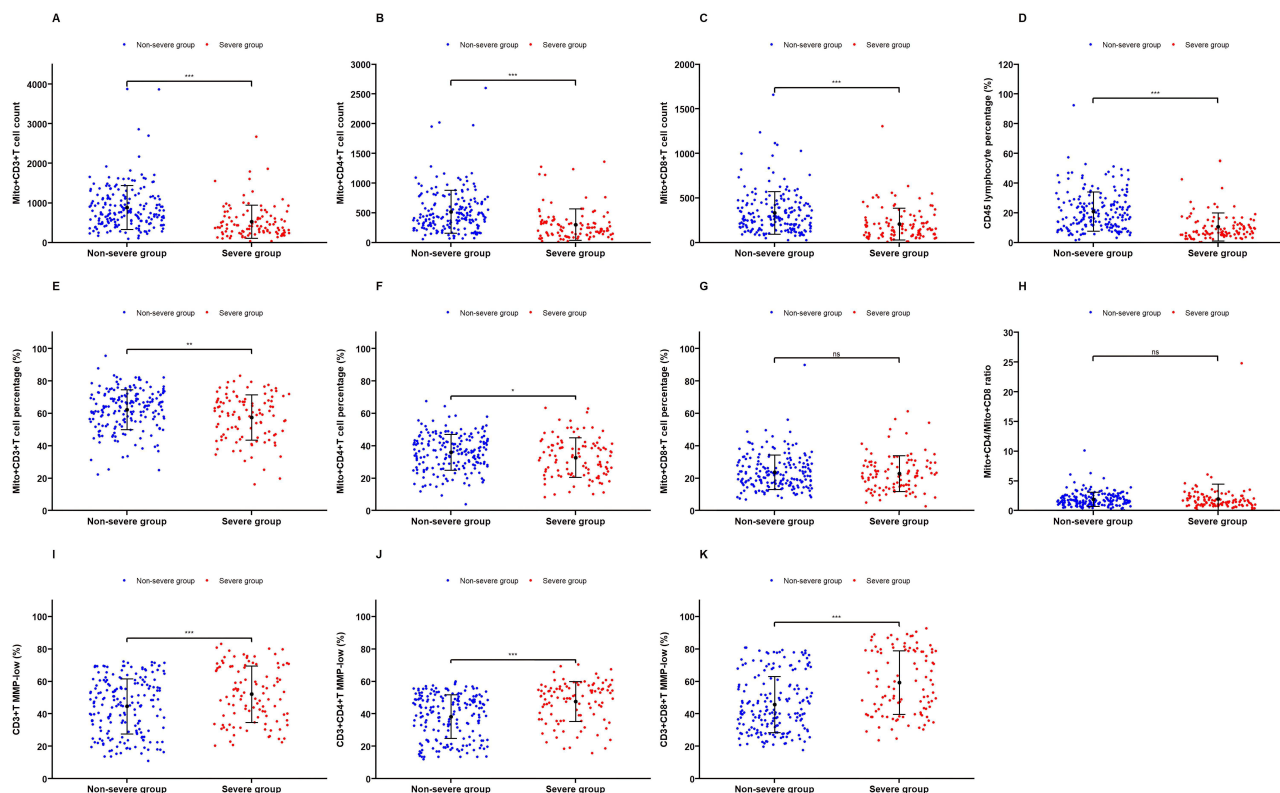 A
Non-severe group Severe group
Mito+CD3+T cell count
4000
3000
2000
1000
0
***
Non-severe group Severe group
B
Non-severe group Severe group
Mito+CD4+T cell count
3000
2500
2000
1500
1000
500
0
***
Non-severe group Severe group
C
Non-severe group Severe group
Mito+CD8+T cell count
2000
1500
1000
500
0
***
Non-severe group Severe group
D
Non-severe group Severe group
CD45 lymphocyte percentage (%)
120
100
80
60
40
20
0
***
Non-severe group Severe group
E
Non-severe group Severe group
Mito+CD3+T cell percentage (%)
100
80
60
40
20
0
**
Non-severe group Severe group
F
Non-severe group Severe group
Mito+CD4+T cell percentage (%)
100
80
60
40
20
0
*
Non-severe group Severe group
G
Non-severe group Severe group
Mito+CD8+T cell percentage (%)
100
80
60
40
20
0
ns
Non-severe group Severe group
H
Non-severe group Severe group
Mito+CD4/Mito+CD8 ratio
30
25
20
15
10
5
0
ns
Non-severe group Severe group
I
Non-severe group Severe group
CD3+T MMP-low (%)
100
80
60
40
20
0
***
Non-severe group Severe group
J
Non-severe group Severe group
CD3+CD4+T MMP-low (%)
100
80
60
40
20
0
***
Non-severe group Severe group
K
Non-severe group Severe group
CD3+CD8+T MMP-low (%)
100
80
60
40
20
0
***
Non-severe group Severe group